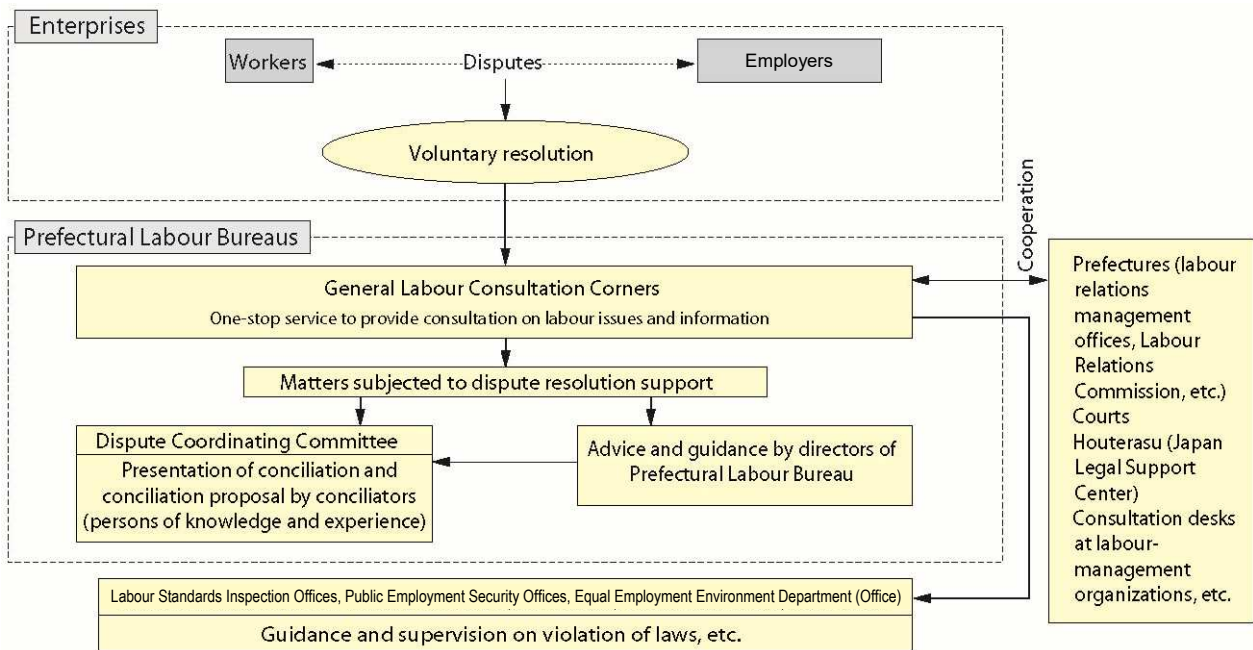 Enterprises
Workers
Disputes
Employers
Voluntary resolution
Cooperation
Prefectural Labour Bureaus
General Labour Consultation Corners
One-stop service to provide consultation on labour issues and information
Matters subjected to dispute resolution support
Dispute Coordinating Committee
Presentation of conciliation and
conciliation proposal by conciliators
(persons of knowledge and experience)
Advice and guidance by directors of
Prefectural Labour Bureau
Prefectures (labour
relations
management
offices, Labour
Relations
Commission, etc.)
Courts
Houterasu (Japan
Legal Support
Center)
Consultation desks
at labour-
management
organizations, etc.
Labour Standards Inspection Offices, Public Employment Security Offices, Equal Employment Environment Department (Office)
Guidance and supervision on violation of laws, etc.